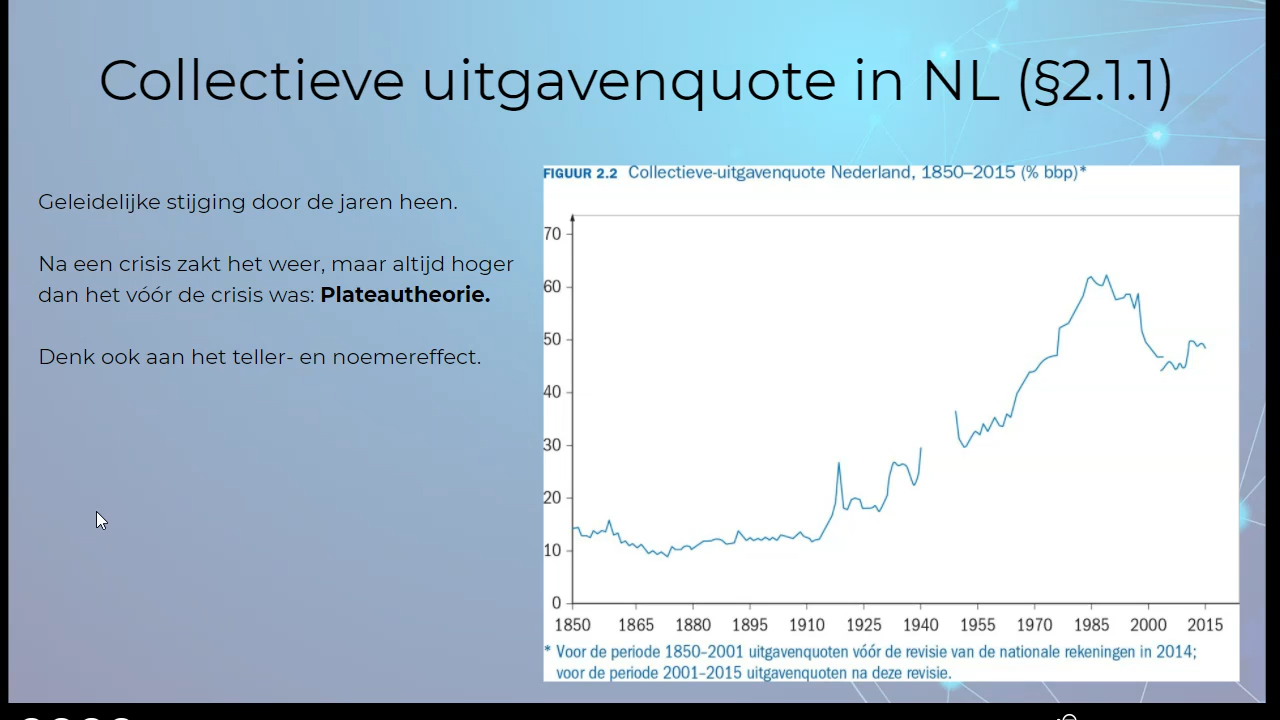 Collectieve uitgavenquote in NL (§2.1.1)
Geleidelijke stijging door de jaren heen.
Na een crisis zakt het weer, maar altijd hoger
dan het vóór de crisis was: Plateautheorie.
Denk ook aan het teller- en noemereffect.
FIGUUR 2.2 Collectieve-uitgavenquote Nederland, 1850–2015 (% bbp)*
70
60
50
40
30
20
10
0
1850 1865 1880 1895 1910 1925 1940 1955 1970 1985 2000 2015
* Voor de periode 1850–2001 uitgavenquoten vóór de revisie van de nationale rekeningen in 2014;
voor de periode 2001–2015 uitgavenquoten na deze revisie.